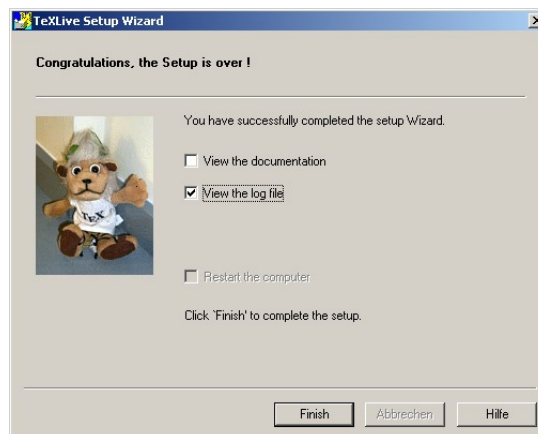 TeXLive Setup Wizard
Congratulations, the Setup is over !
You have successfully completed the setup Wizard.
View the documentation
View the log file
TeX
Restart the computer
Click `Finish' to complete the setup.
Finish
Abbrechen
Hilfe